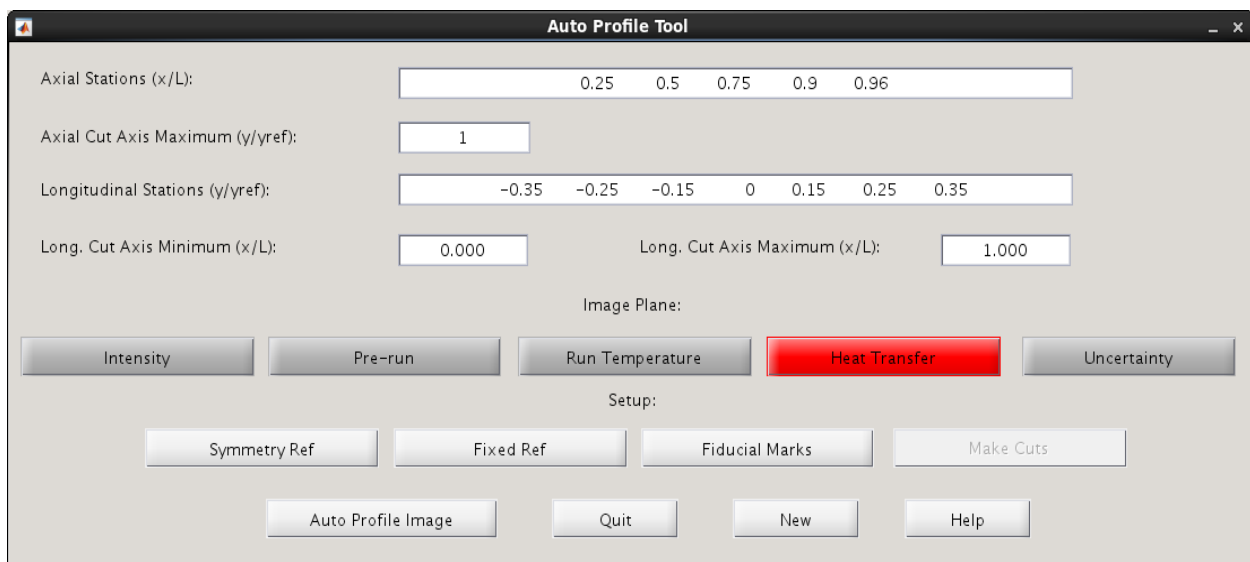 Auto Profile Tool
Axial Stations (x/L): 0.25 0.5 0.75 0.9 0.96
Axial Cut Axis Maximum (y/yref): 1
Longitudinal Stations (y/yref): -0.35 -0.25 -0.15 0 0.15 0.25 0.35
Long. Cut Axis Minimum (x/L): 0.000 Long. Cut Axis Maximum (x/L): 1.000
Image Plane:
Intensity Pre-run Run Temperature Heat Transfer Uncertainty
Setup:
Symmetry Ref Fixed Ref Fiducial Marks Make Cuts
Auto Profile Image Quit New Help